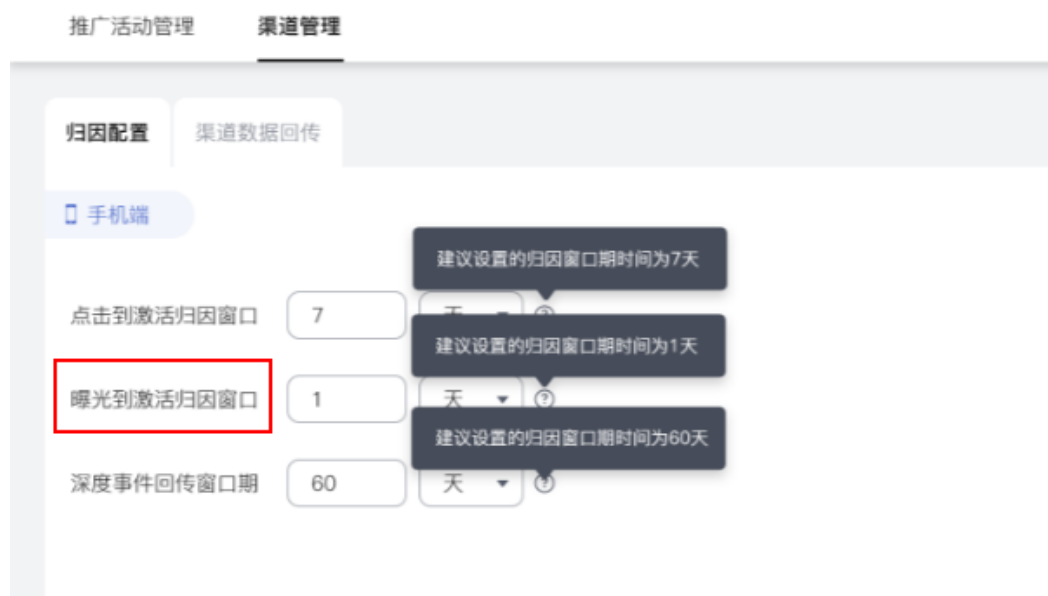 推广活动管理 渠道管理
归因配置 渠道数据回传
手机端
建议设置的归因窗口期时间为7天
点击到激活归因窗口 7
建议设置的归因窗口期时间为1天
曝光到激活归因窗口 1 天
建议设置的归因窗口期时间为60天
深度事件回传窗口期 60 天